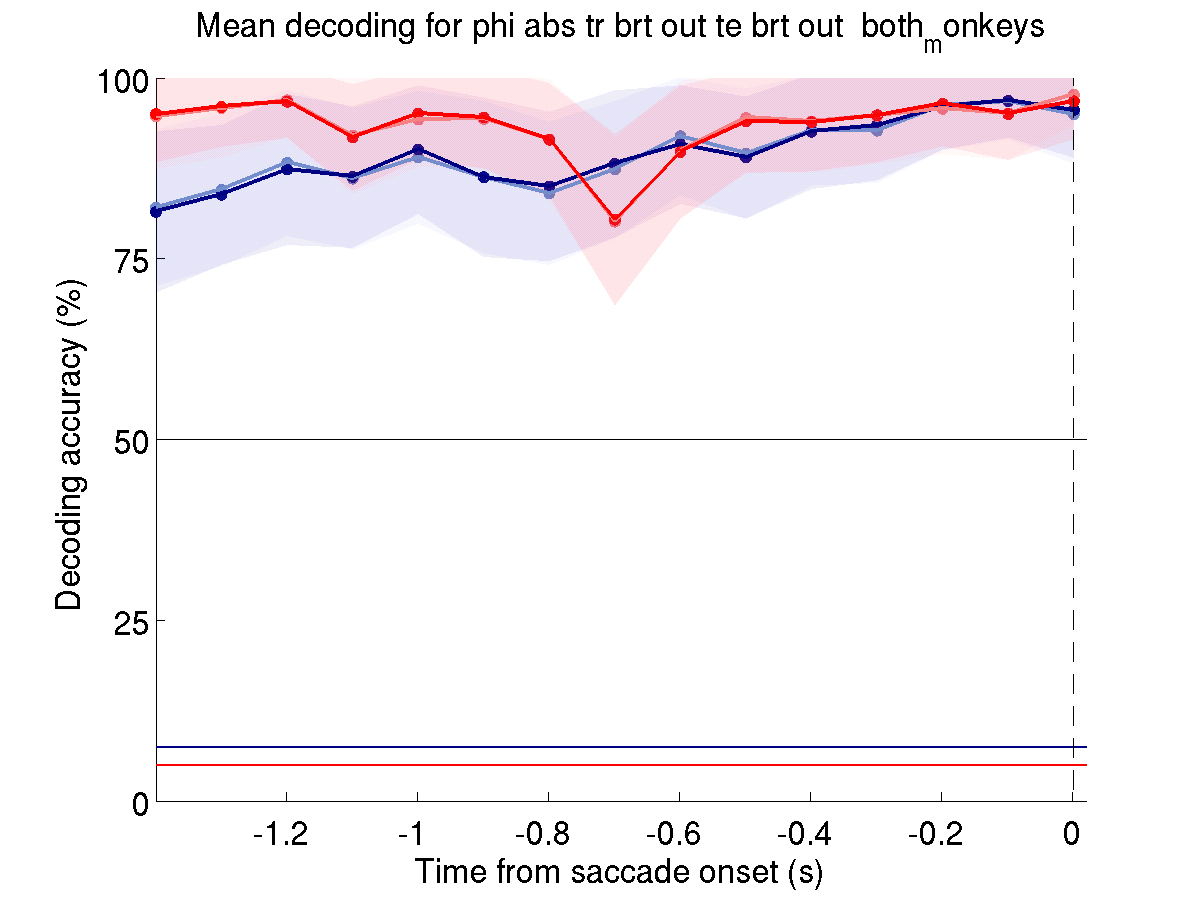 Mean decoding for phi abs tr brt out te brt out both_monkeys
100
75
50
25
0
Decoding accuracy (%)
-1.2 -1 -0.8 -0.6 -0.4 -0.2 0
Time from saccade onset (s)